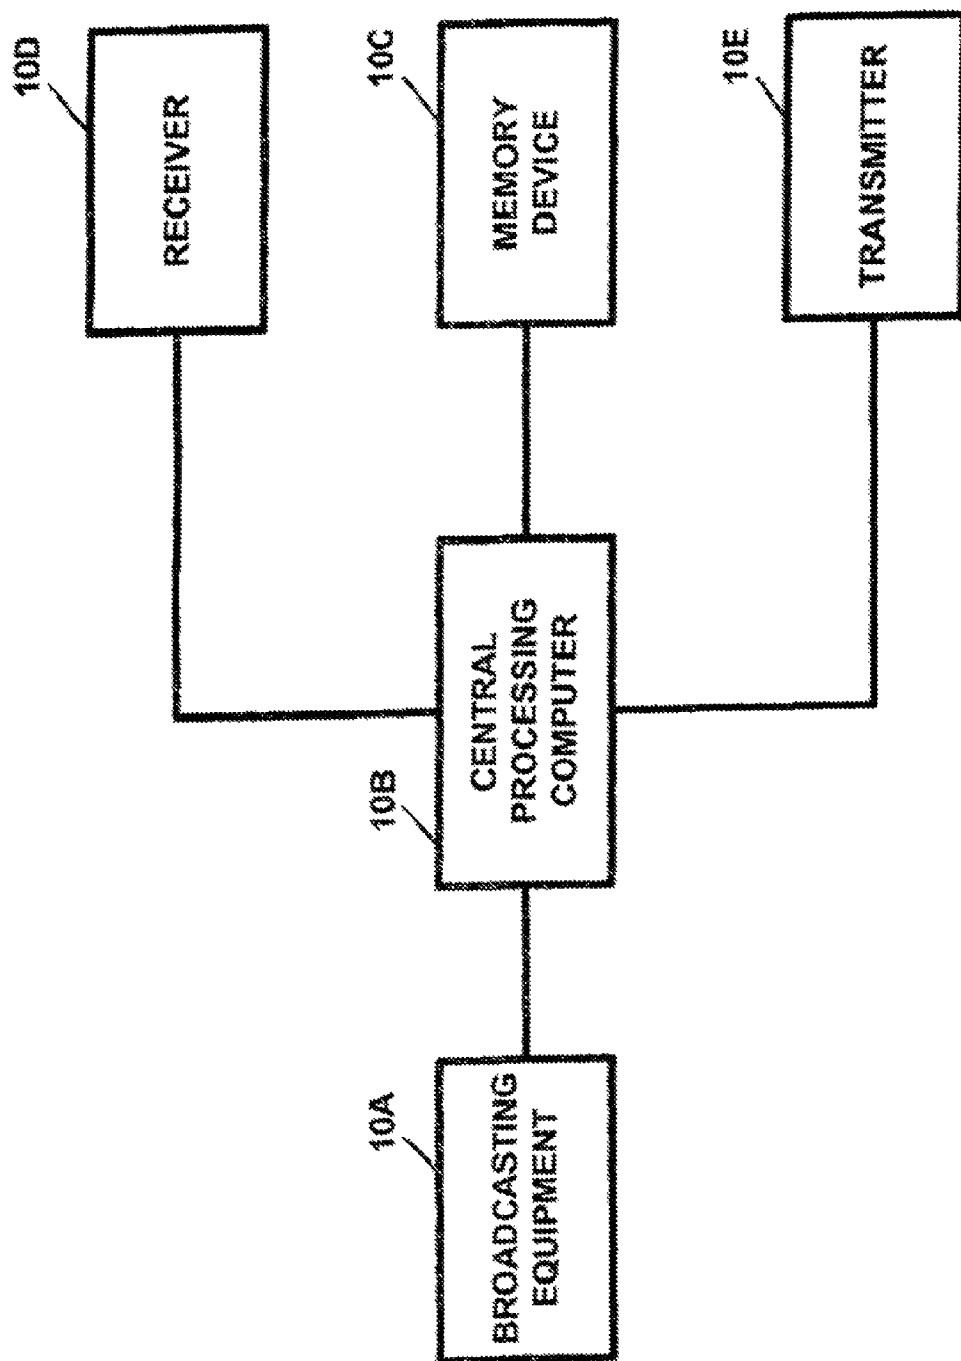 10D
RECEIVER
10C
MEMORY
DEVICE
10E
TRANSMITTER
10B
CENTRAL
PROCESSING
COMPUTER
10A
BROADCASTING
EQUIPMENT